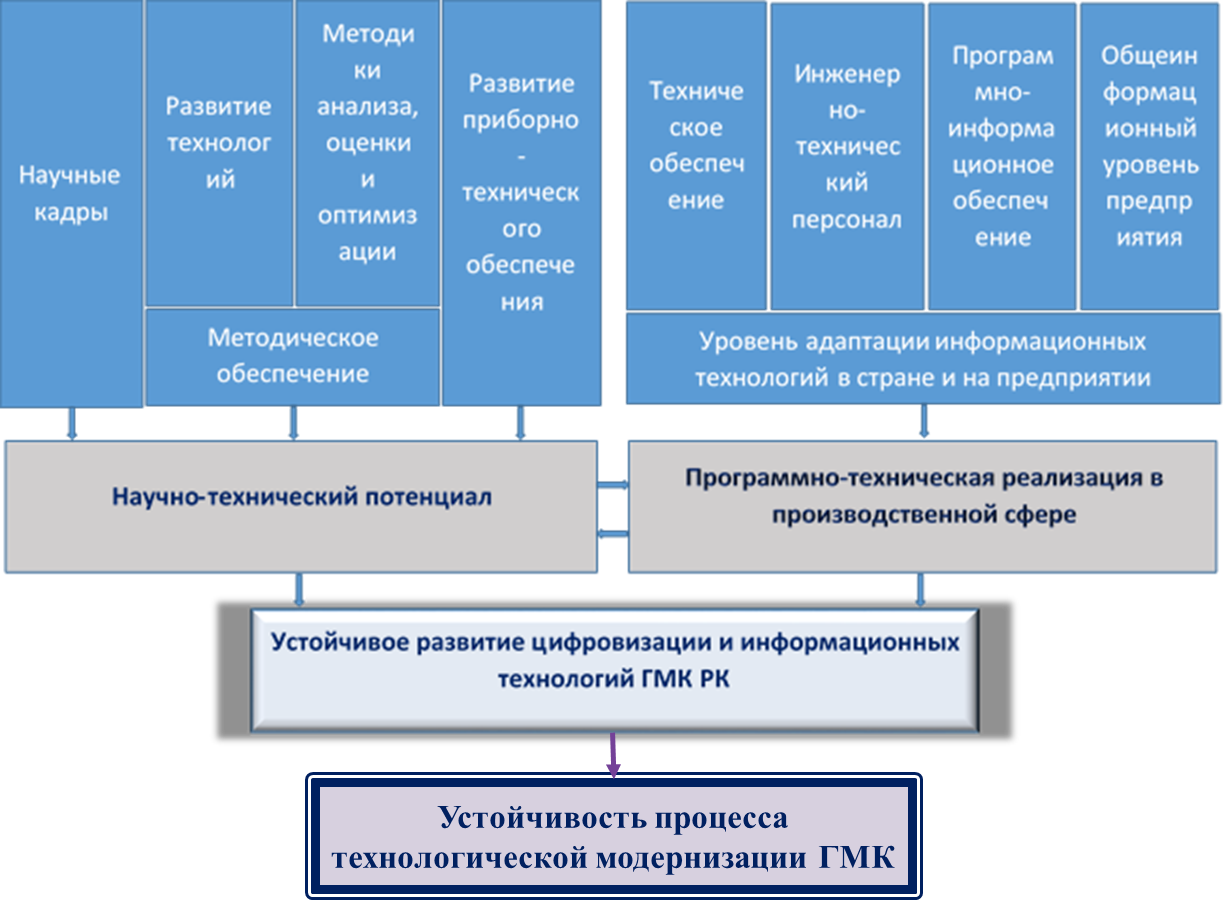 Научные
кадры
Развитие
технолог
ий
Методи
ки
анализа,
оценки
и
оптимиз
ации
Методическое
обеспечение
Развитие
приборно
-
техническ
ого
обеспече
ния
Техниче
ское
обеспеч
ение
Инженер
но-
техничес
кий
персонал
Програм
мно-
информа
ционное
обеспеч
ение
Общеин
формац
ионный
уровень
предпр
иятия
Уровень адаптации информационных
технологий в стране и на предприятии
Научно-технический потенциал
Программно-техническая реализация в
производственной сфере
Устойчивое развитие цифровизации и информационных
технологий ГМК РК
Устойчивость процесса
технологической модернизации ГМК